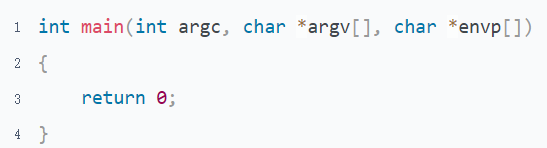 1 int main(int argc, char *argv[], char *envp[])
2 {
3     return 0;
4 }